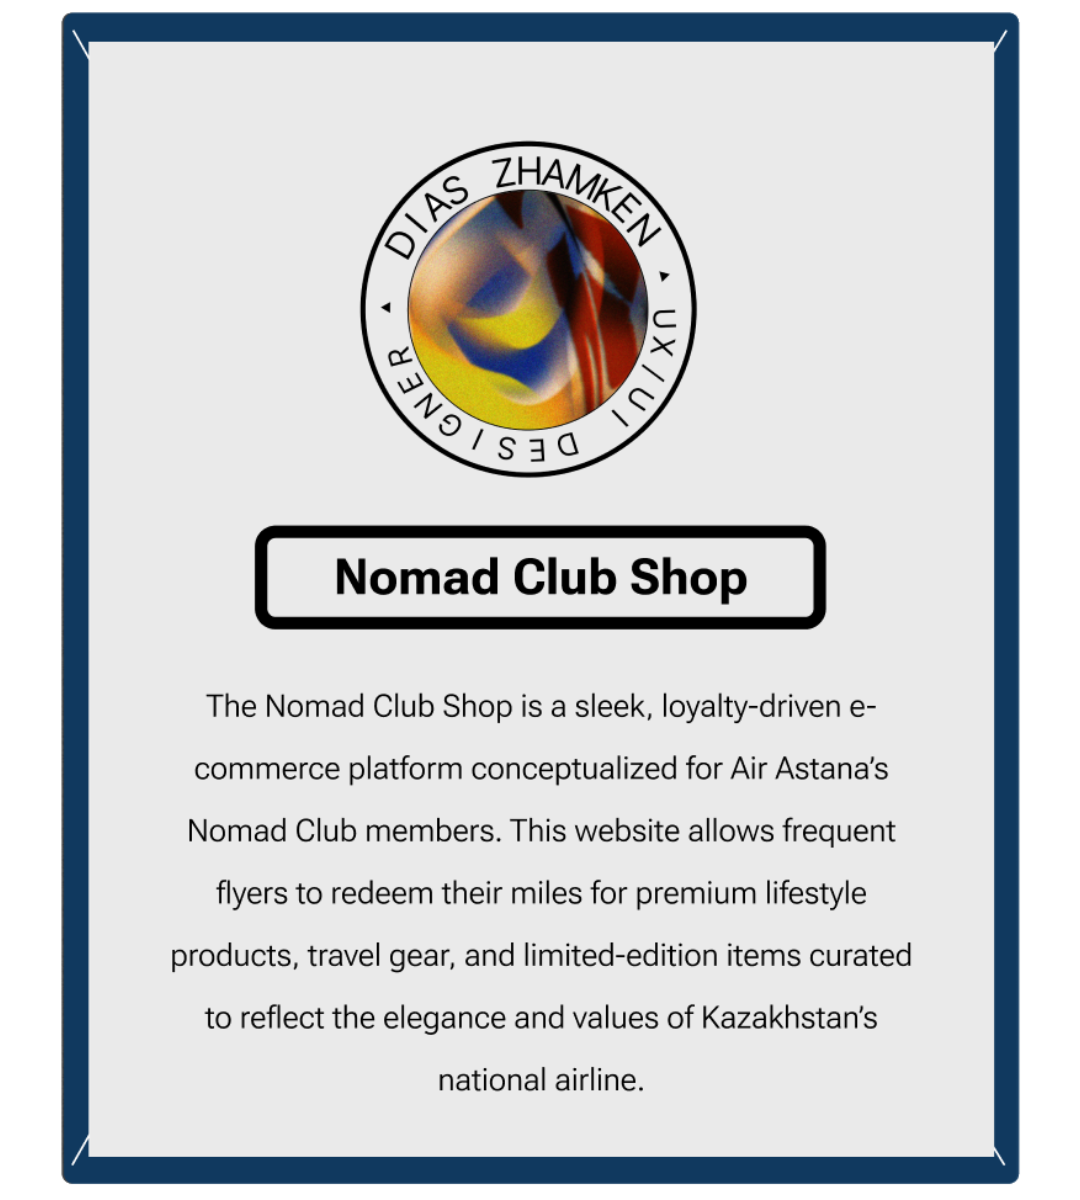 DIAS ZHAMKEN
UX/UI DESIGNER
Nomad Club Shop
The Nomad Club Shop is a sleek, loyalty-driven e-
commerce platform conceptualized for Air Astana’s
Nomad Club members. This website allows frequent
flyers to redeem their miles for premium lifestyle
products, travel gear, and limited-edition items curated
to reflect the elegance and values of Kazakhstan’s
national airline.